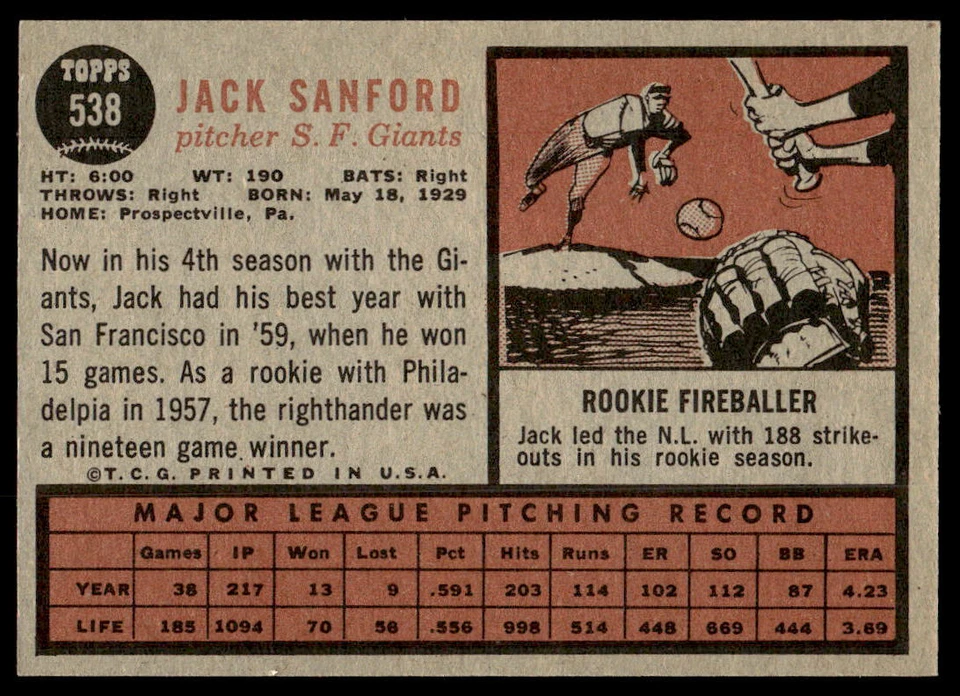 TOPPS
538
JACK SANFORD
pitcher S. F. Giants
HT: 6:00 WT: 190 BATS: Right
THROWS: Right BORN: May 18, 1929
HOME: Prospectville, Pa.
Now in his 4th season with the Gi-
ants, Jack had his best year with
San Francisco in '59, when he won
15 games. As a rookie with Phila-
delpia in 1957, the righthander was
a nineteen game winner.
©T.C.G. PRINTED IN U.S.A.
ROOKIE FIREBALLER
Jack led the N.L. with 188 strike-
outs in his rookie season.
MAJOR LEAGUE PITCHING RECORD
Games IP Won Lost Pct Hits Runs ER SO BB ERA
YEAR 38 217 13 9 .591 203 114 102 112 87 4.23
LIFE 185 1094 70 56 .556 998 514 448 669 444 3.69